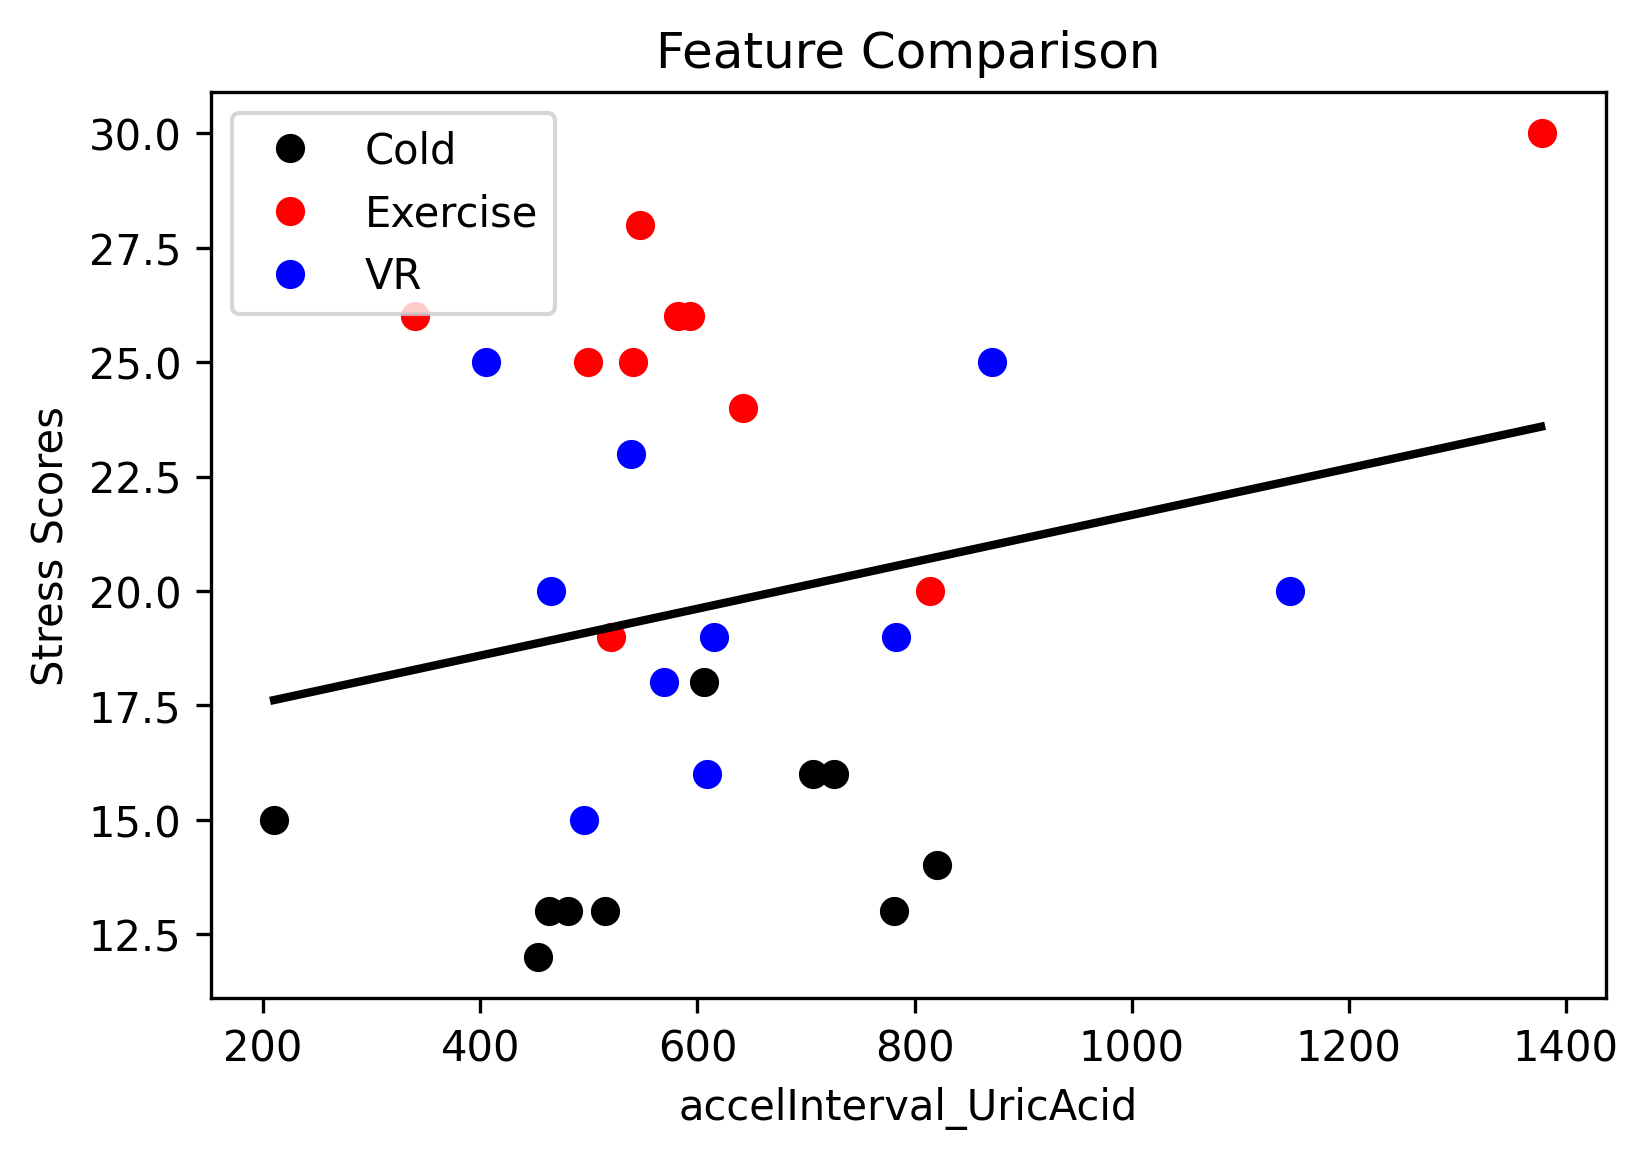 Feature Comparison
Cold
Exercise
VR
Stress Scores
30.0
27.5
25.0
22.5
20.0
17.5
15.0
12.5
200 400 600 800 1000 1200 1400
accelInterval_UricAcid